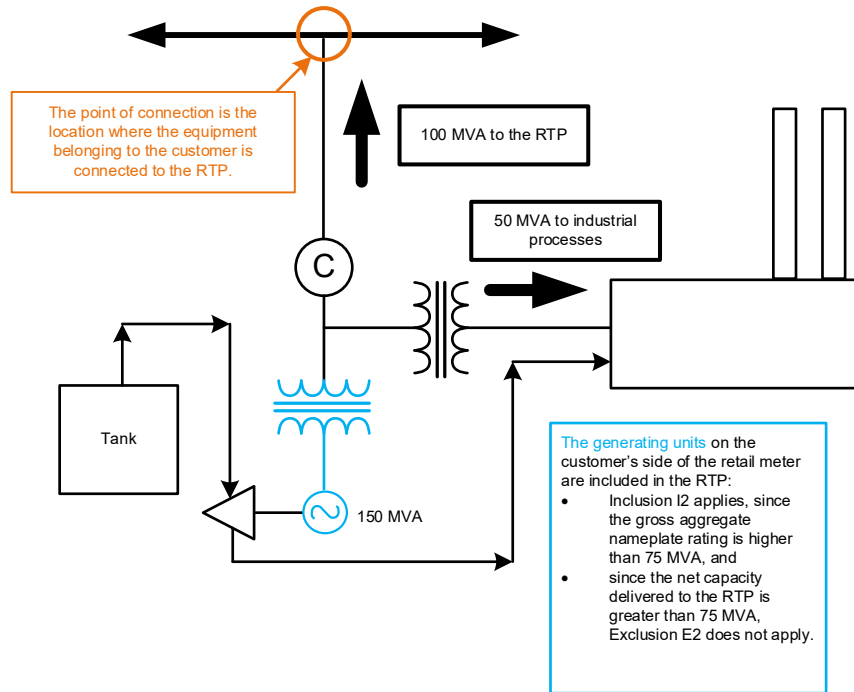 The point of connection is the
location where the equipment
belonging to the customer is
connected to the RTP.
100 MVA to the RTP
50 MVA to industrial
processes
C
Tank
150 MVA
The generating units on the
customer’s side of the retail meter
are included in the RTP:
• Inclusion I2 applies, since
the gross aggregate
nameplate rating is higher
than 75 MVA, and
• since the net capacity
delivered to the RTP is
greater than 75 MVA,
Exclusion E2 does not apply.